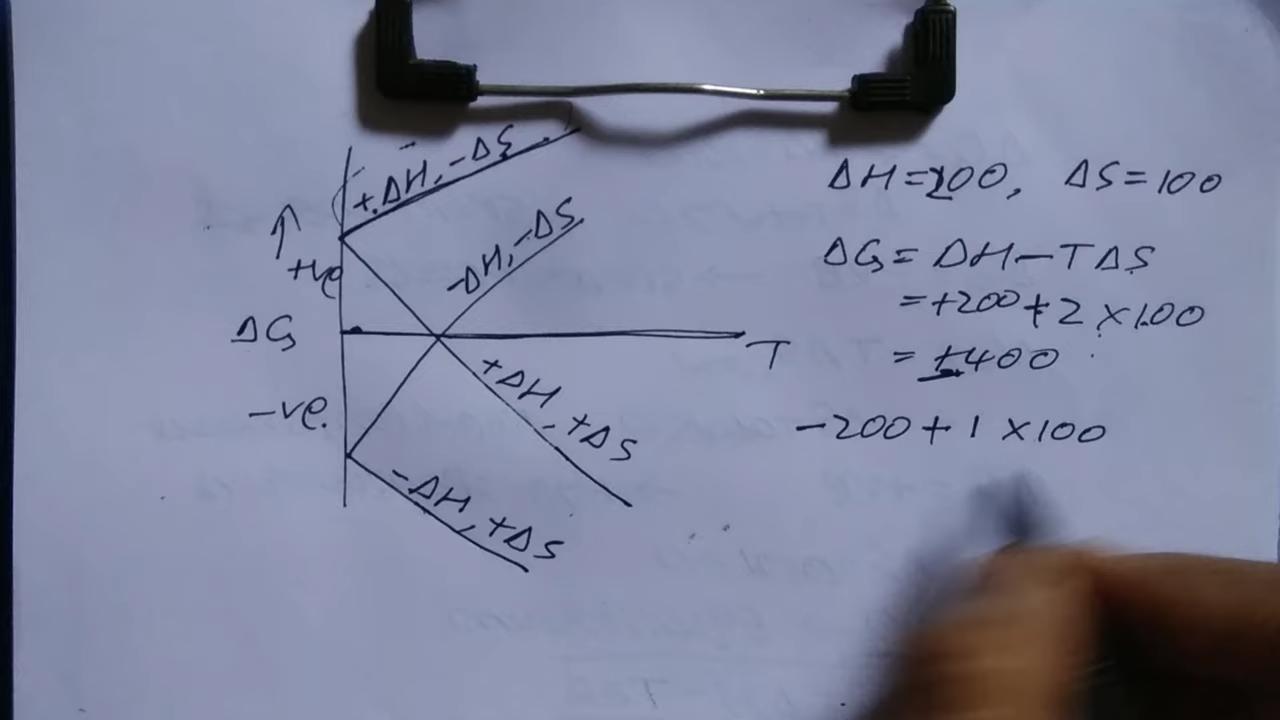 +ΔH, -ΔS
+ve
-ΔH, -ΔS
ΔG
T
+ΔH, +ΔS
-ve.
-ΔH, +ΔS
ΔH=200, ΔS=100
ΔG= ΔH-TΔS
=+200+2×100
= +400
-200+1×100